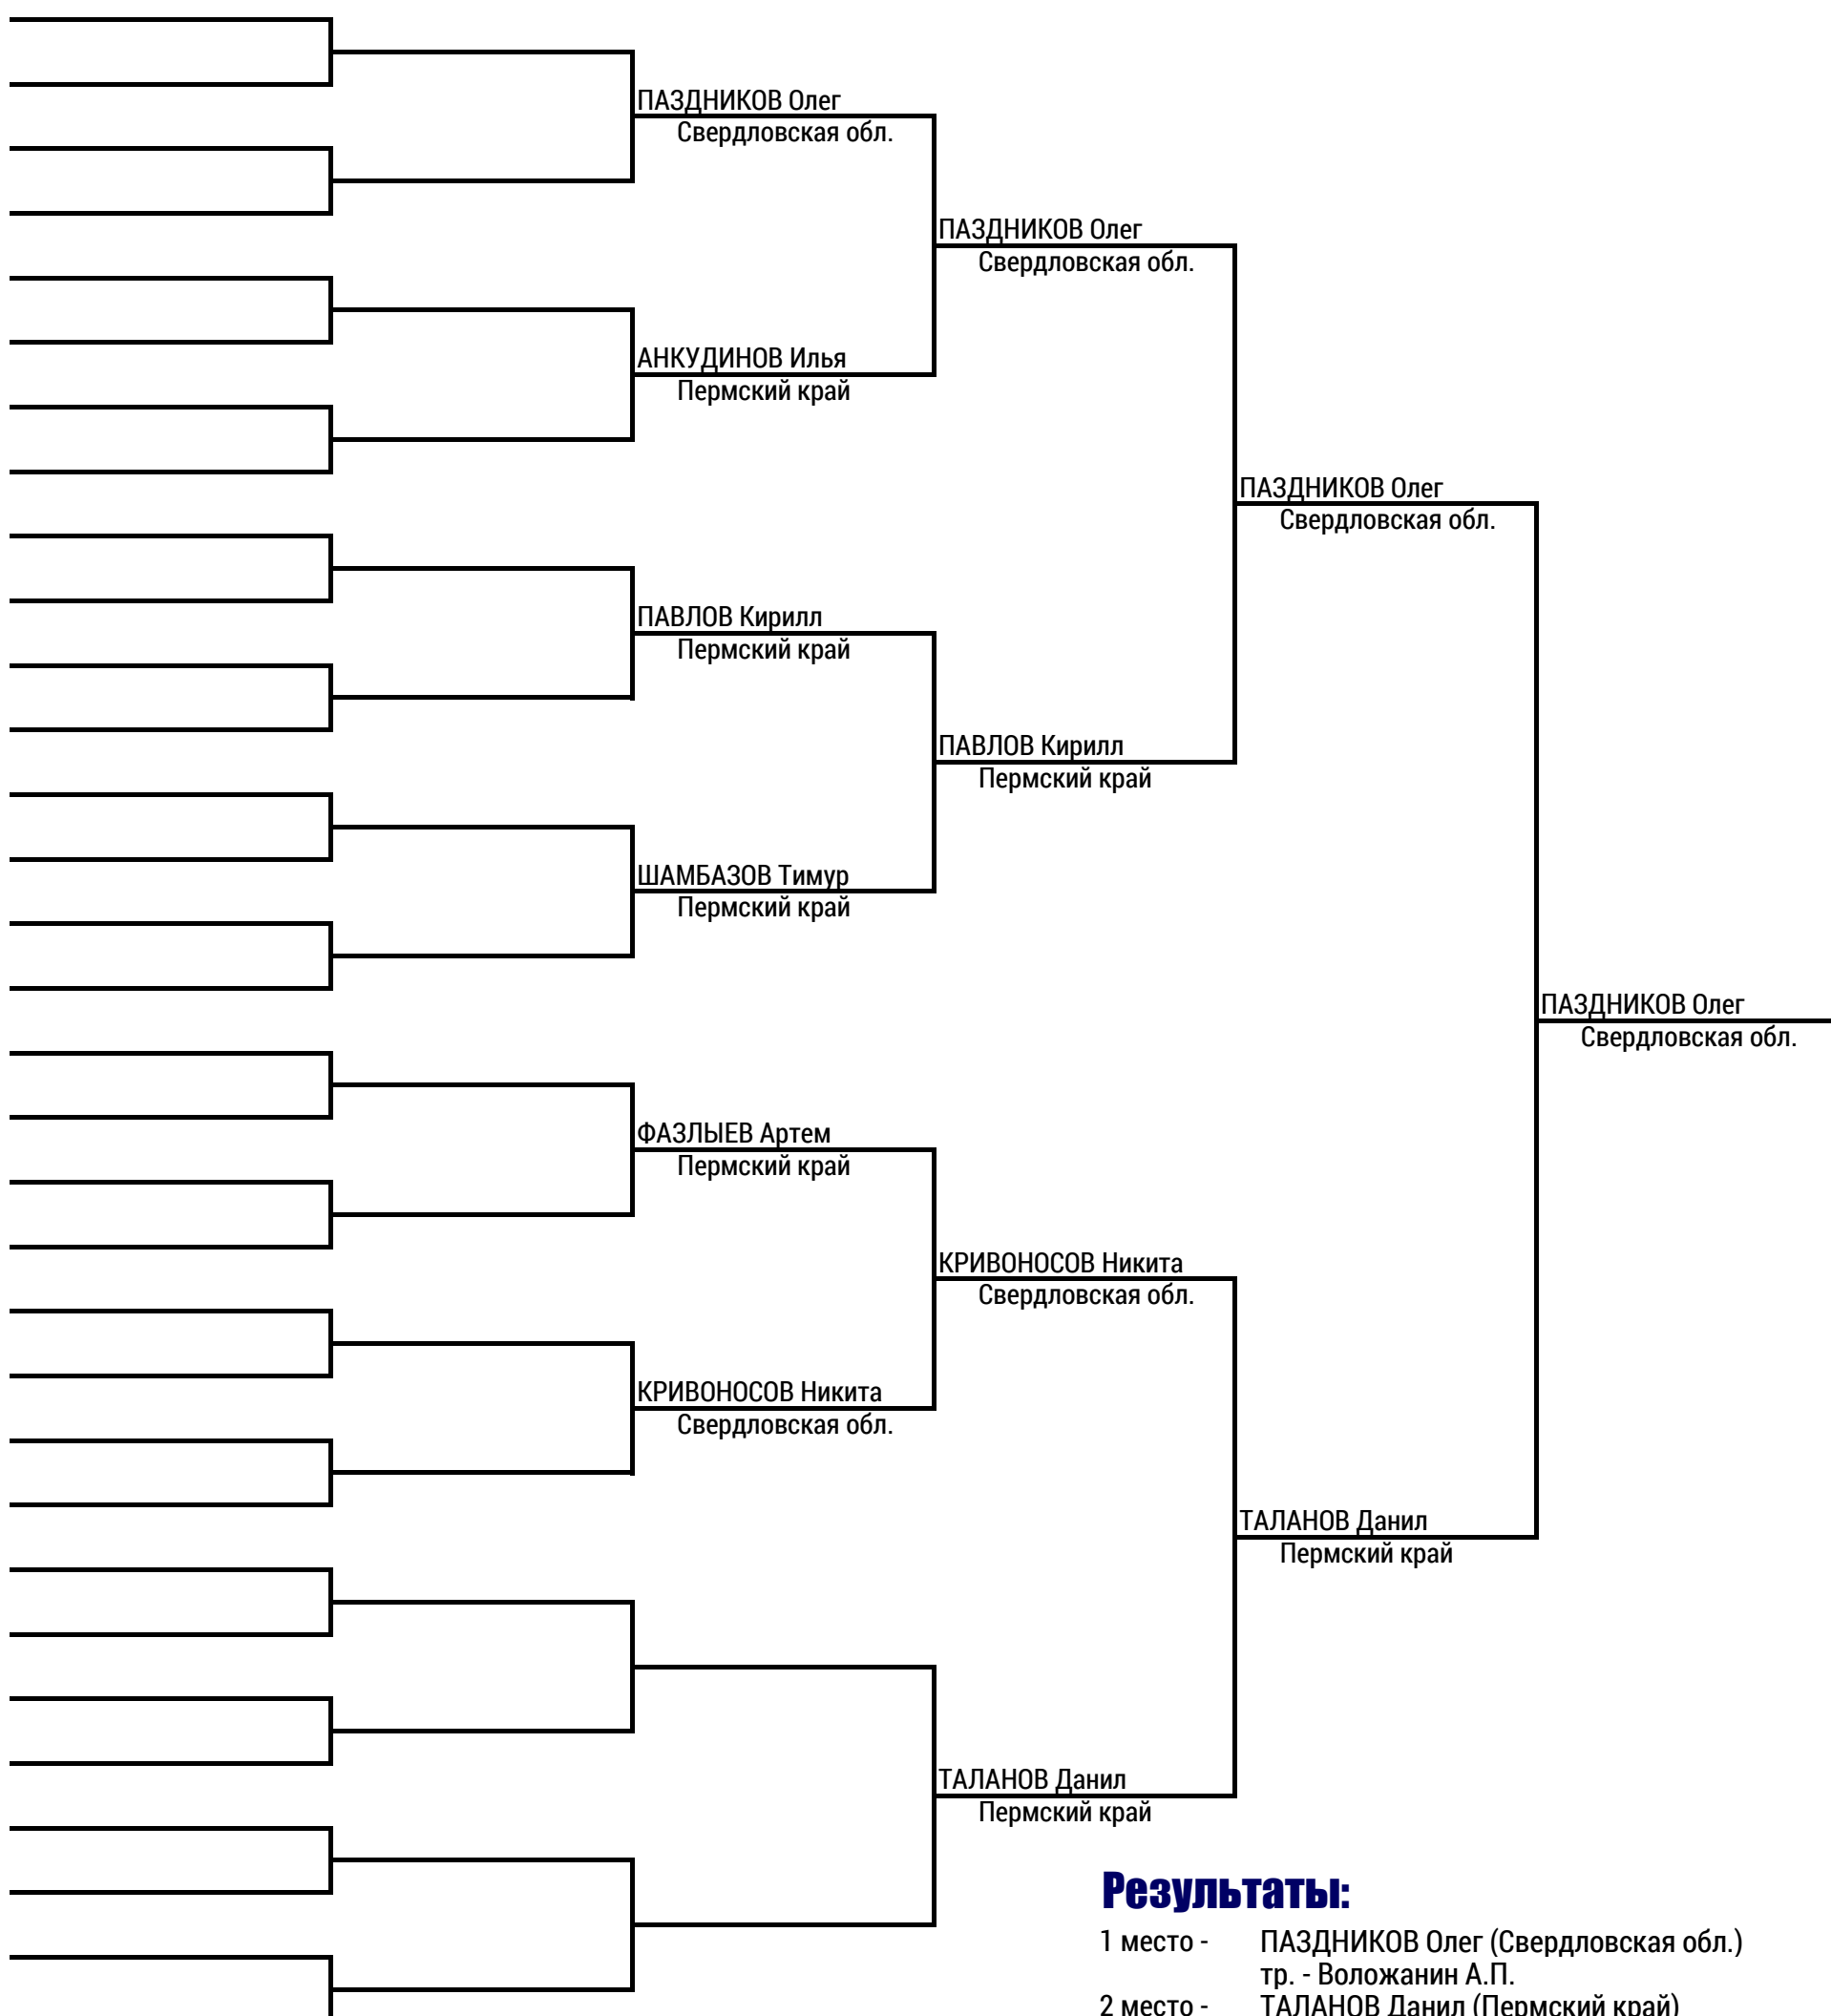 ПАЗДНИКОВ Олег
Свердловская обл.
ПАЗДНИКОВ Олег
Свердловская обл.
АНКУДИНОВ Илья
Пермский край
ПАЗДНИКОВ Олег
Свердловская обл.
ПАВЛОВ Кирилл
Пермский край
ПАВЛОВ Кирилл
Пермский край
ШАМБАЗОВ Тимур
Пермский край
ПАЗДНИКОВ Олег
Свердловская обл.
ФАЗЛЫЕВ Артем
Пермский край
КРИВОНОСОВ Никита
Свердловская обл.
КРИВОНОСОВ Никита
Свердловская обл.
ТАЛАНОВ Данил
Пермский край
ТАЛАНОВ Данил
Пермский край
Результаты:
1 место - ПАЗДНИКОВ Олег (Свердловская обл.)
тр. - Воложанин А.П.
2 место - ТАЛАНОВ Данил (Пермский край)